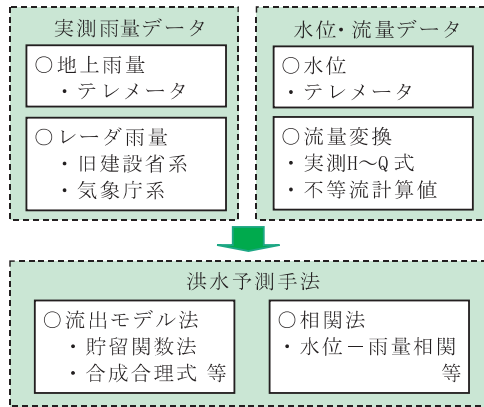 実測雨量データ
○地上雨量
・テレメータ
○レーダ雨量
・旧建設省系
・気象庁系
水位・流量データ
○水位
・テレメータ
○流量変換
・実測H～Q式
・不等流計算値
洪水予測手法
○流出モデル法
・貯留関数法
・合成合理式 等
○相関法
・水位－雨量相関
等